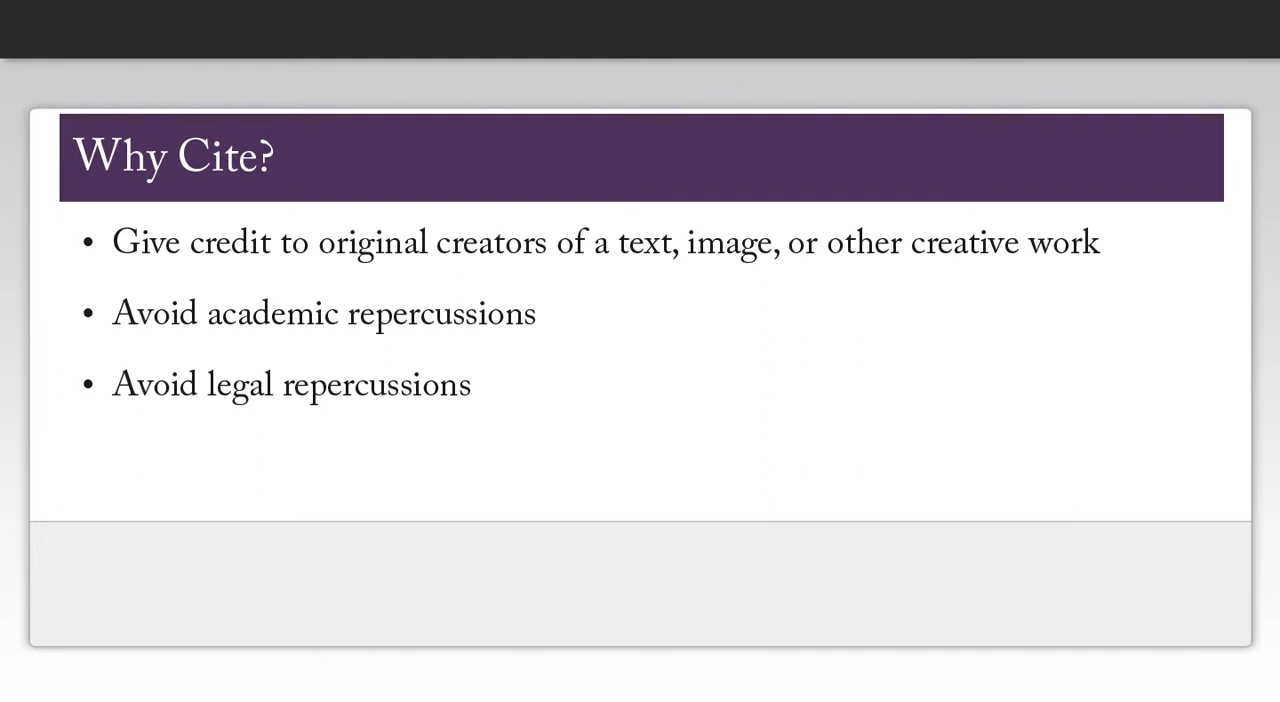 Why Cite?
• Give credit to original creators of a text, image, or other creative work
• Avoid academic repercussions
• Avoid legal repercussions